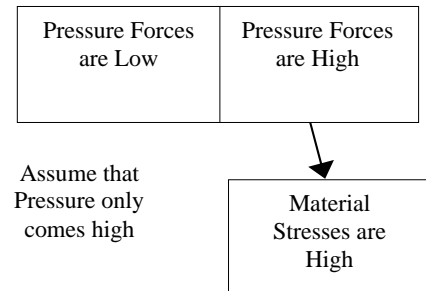 Pressure Forces
are Low
Pressure Forces
are High
Assume that
Pressure only
comes high
Material
Stresses are
High